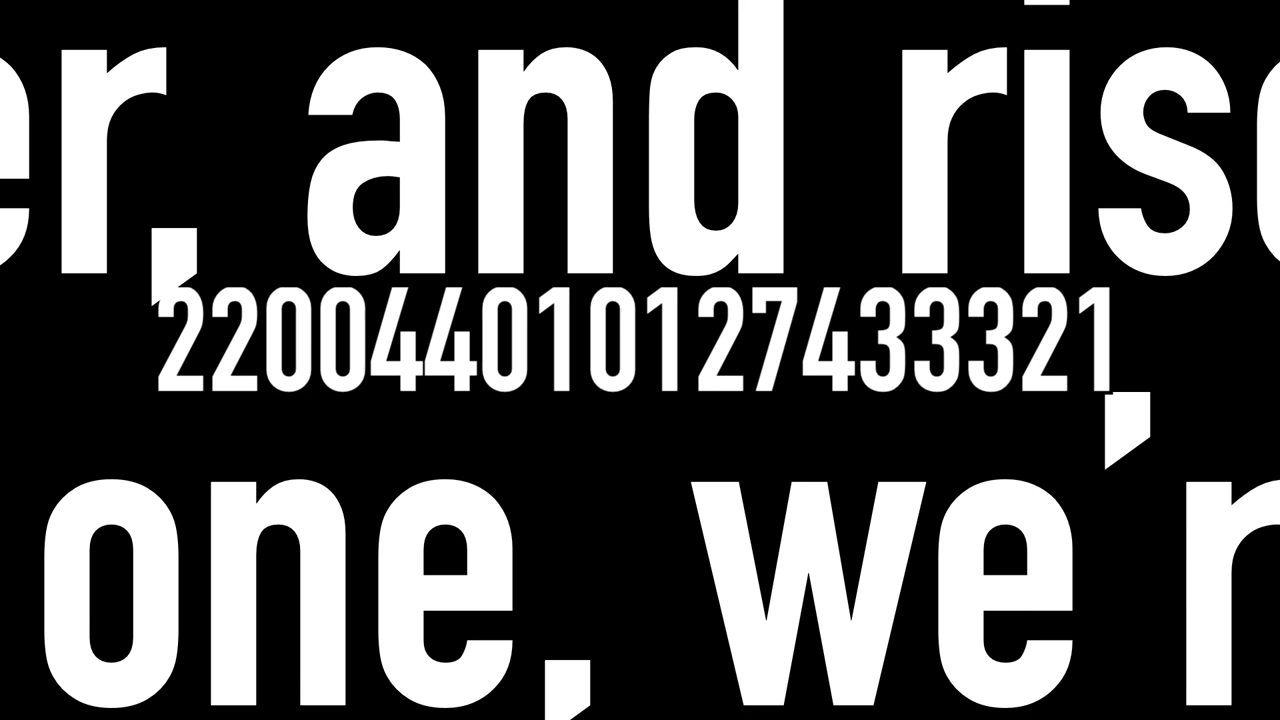 er, and ris
220044010127433321
,
one, we